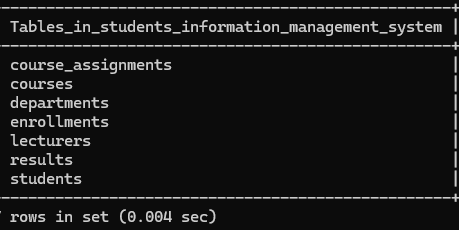 Tables_in_students_information_management_system |
course_assignments |
courses |
departments |
enrollments |
lecturers |
results |
students |
rows in set (0.004 sec)